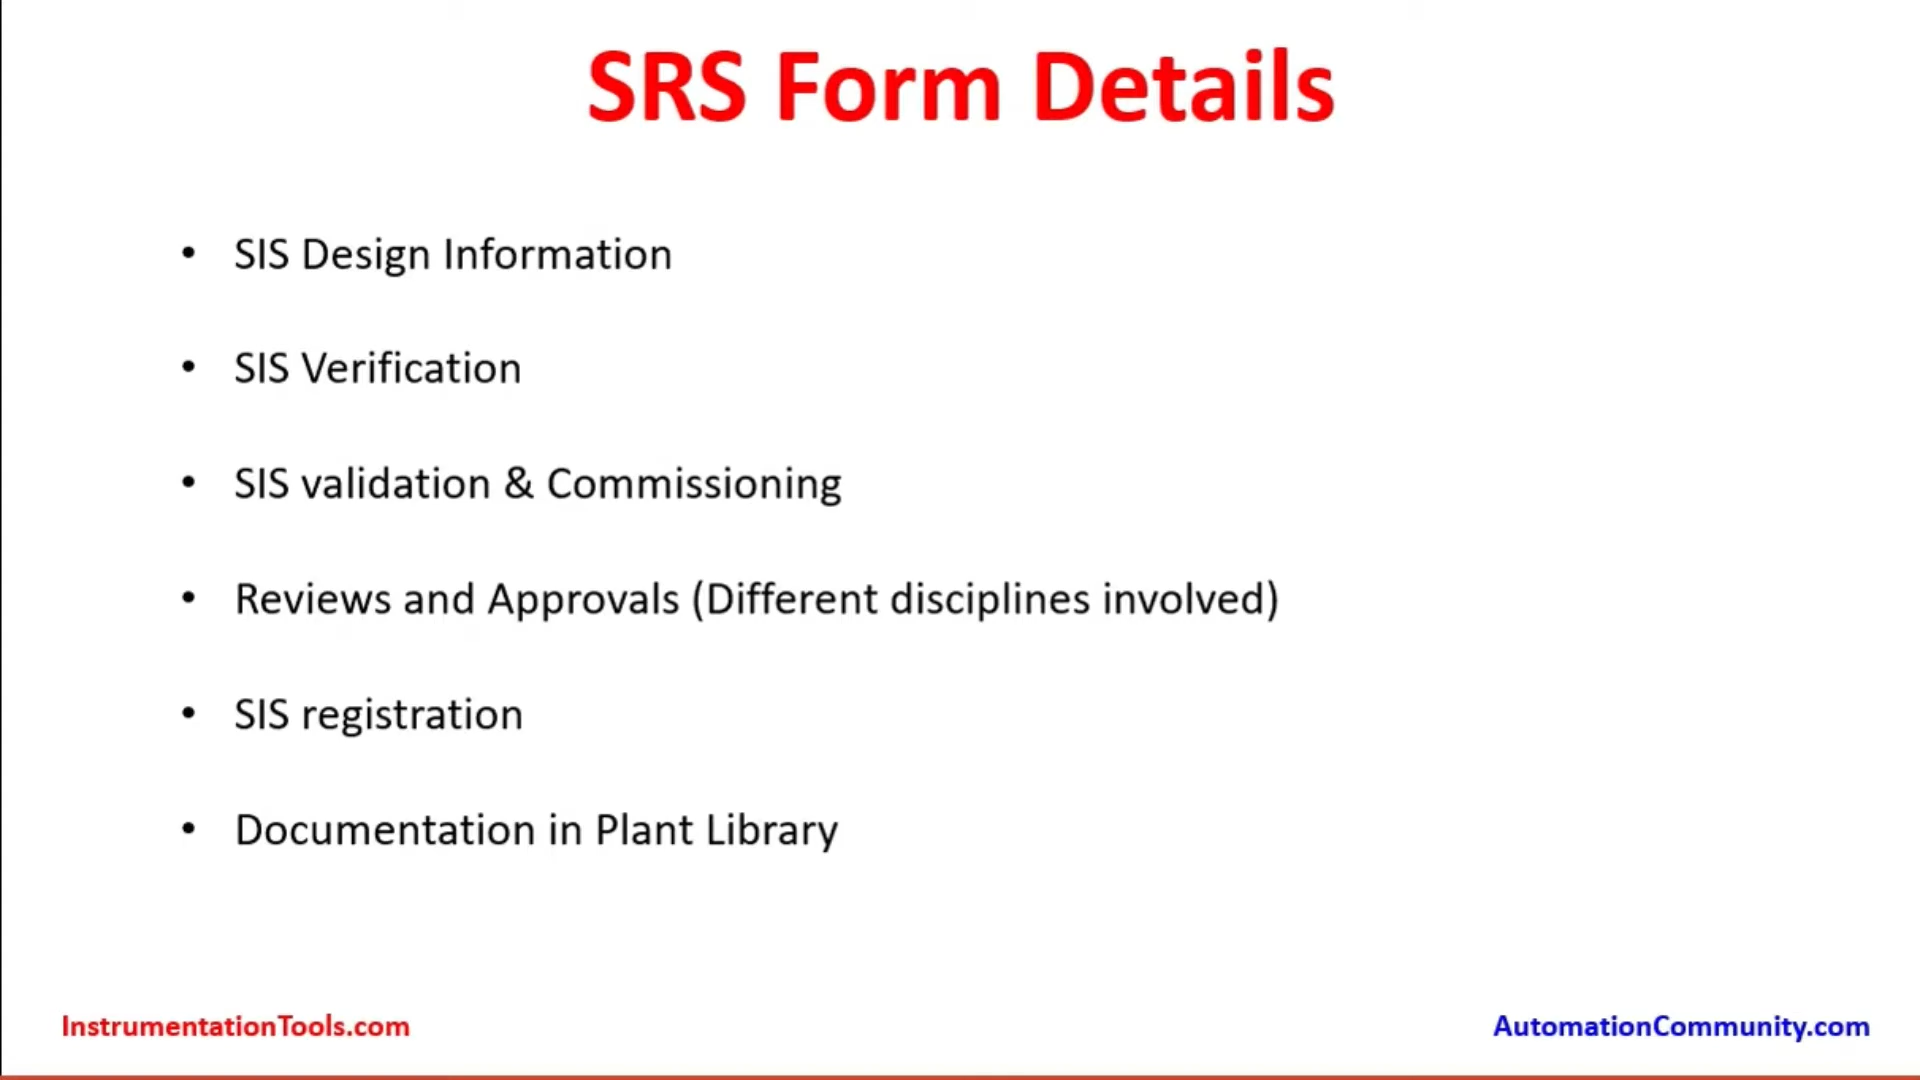 SRS Form Details
• SIS Design Information
• SIS Verification
• SIS validation & Commissioning
• Reviews and Approvals (Different disciplines involved)
• SIS registration
• Documentation in Plant Library
InstrumentationTools.com
AutomationCommunity.com